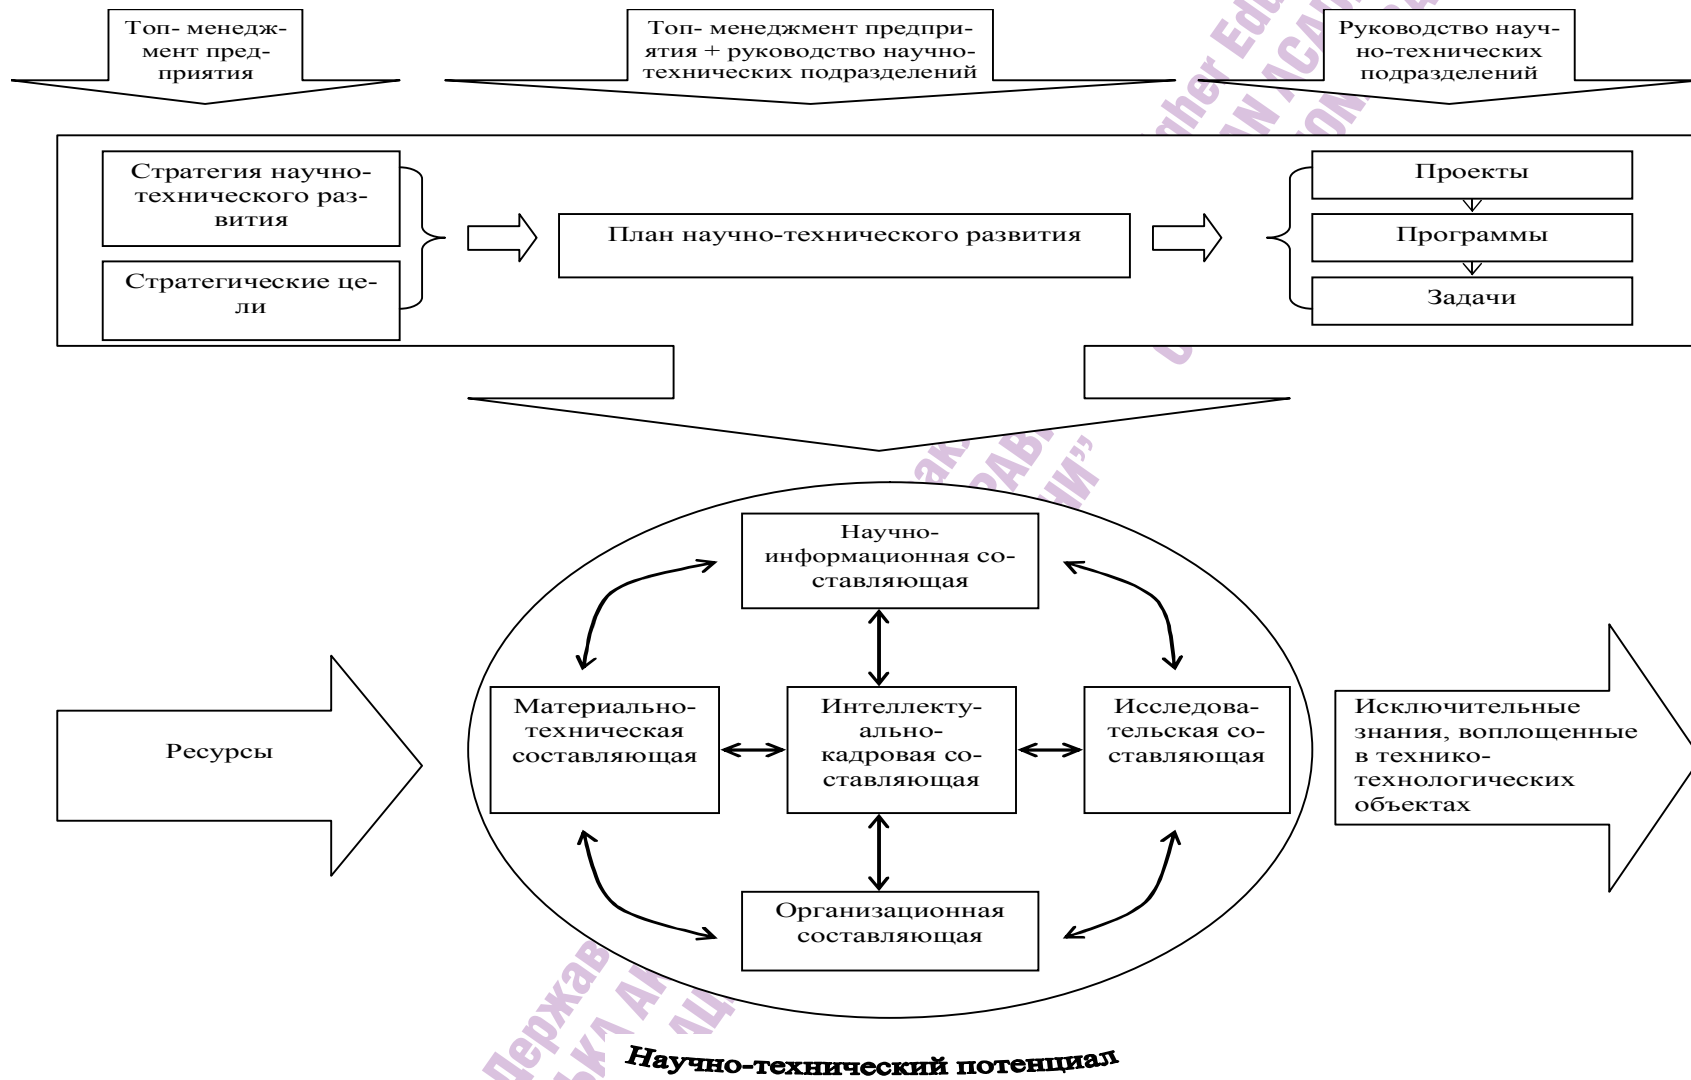 Топ- менедж-
мент пред-
приятия
Топ- менеджмент предпри-
ятия + руководство научно-
технических подразделений
Руководство науч-
но-технических
подразделений
Стратегия научно-
технического раз-
вития
Стратегические це-
ли
План научно-технического развития
Проекты
Программы
Задачи
Научно-
информационная со-
ставляющая
Материально-
техническая
составляющая
Интеллекту-
ально-
кадровая со-
ставляющая
Исследова-
тельская со-
ставляющая
Организационная
составляющая
Ресурсы
Исключительные
знания, воплощенные
в технико-
технологических
объектах
Научно-технический потенциал